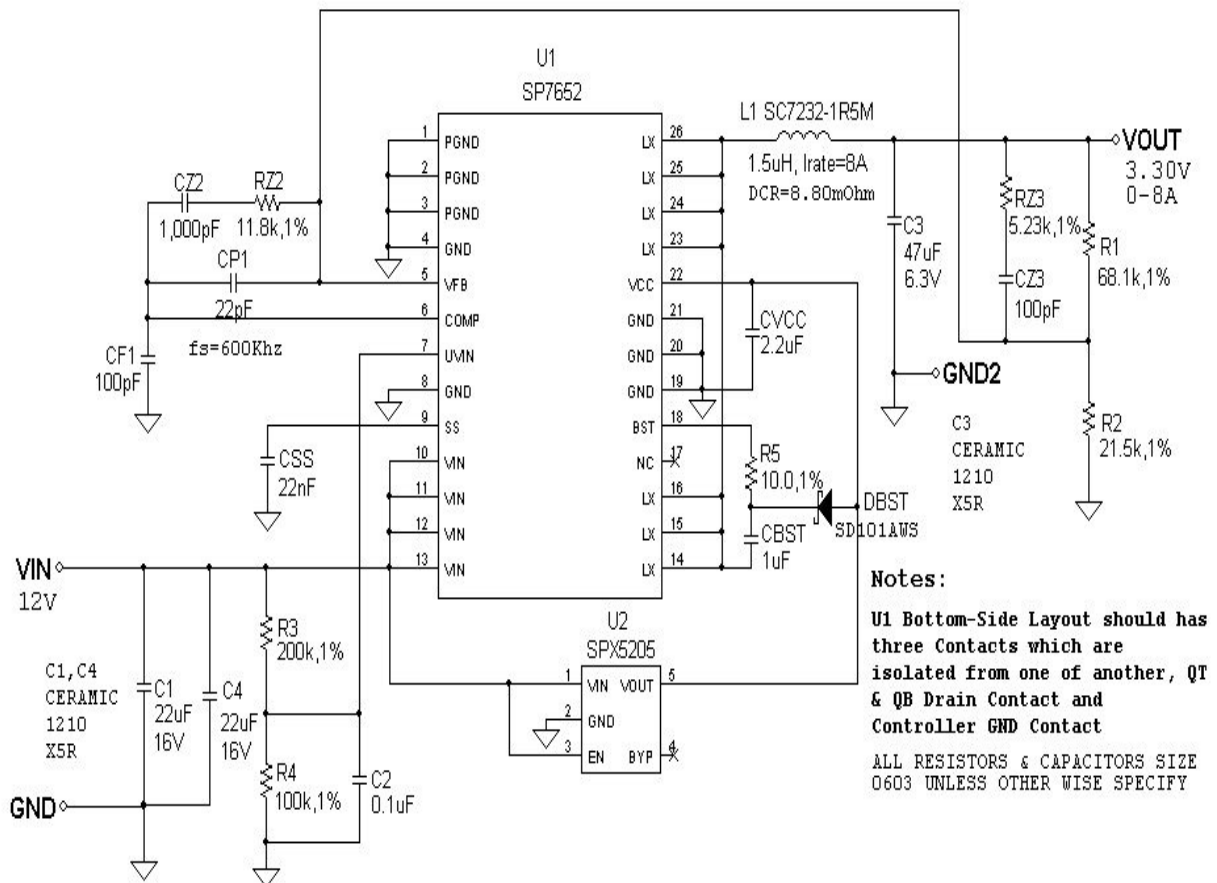 U1
SP7652
L1 SC7232-1R5M
1.5uH, Irate=8A
DCR=8.80mOhm
VOUT
3.30V
0-8A
1 PGND
2 PGND
3 PGND
4 GND
5 VFB
6 COMP
7 UVIN
8 GND
9 SS
10 VIN
11 VIN
12 VIN
13 VIN
LX 26
LX 25
LX 24
LX 23
VCC 22
GND 21
GND 20
GND 19
BST 18
NC 17
LX 16
LX 15
LX 14
CZ2
1,000pF
RZ2
11.8k,1%
CP1
22pF
fs=600Khz
CF1
100pF
CSS
22nF
C3
47uF
6.3V
RZ3
5.23k,1%
CZ3
100pF
R1
68.1k,1%
CVCC
2.2uF
GND2
C3
CERAMIC
1210
X5R
R2
21.5k,1%
R5
10.0,1%
DBST
SD101AWS
CBST
1uF
VIN
12V
C1,C4
CERAMIC
1210
X5R
C1
22uF
16V
C4
22uF
16V
R3
200k,1%
R4
100k,1%
C2
0.1uF
GND
U2
SPX5205
1 VIN
2 GND
3 EN
VOUT 5
BYP 4
Notes:
U1 Bottom-Side Layout should has
three Contacts which are
isolated from one of another, QT
& QB Drain Contact and
Controller GND Contact
ALL RESISTORS & CAPACITORS SIZE
0603 UNLESS OTHER WISE SPECIFY